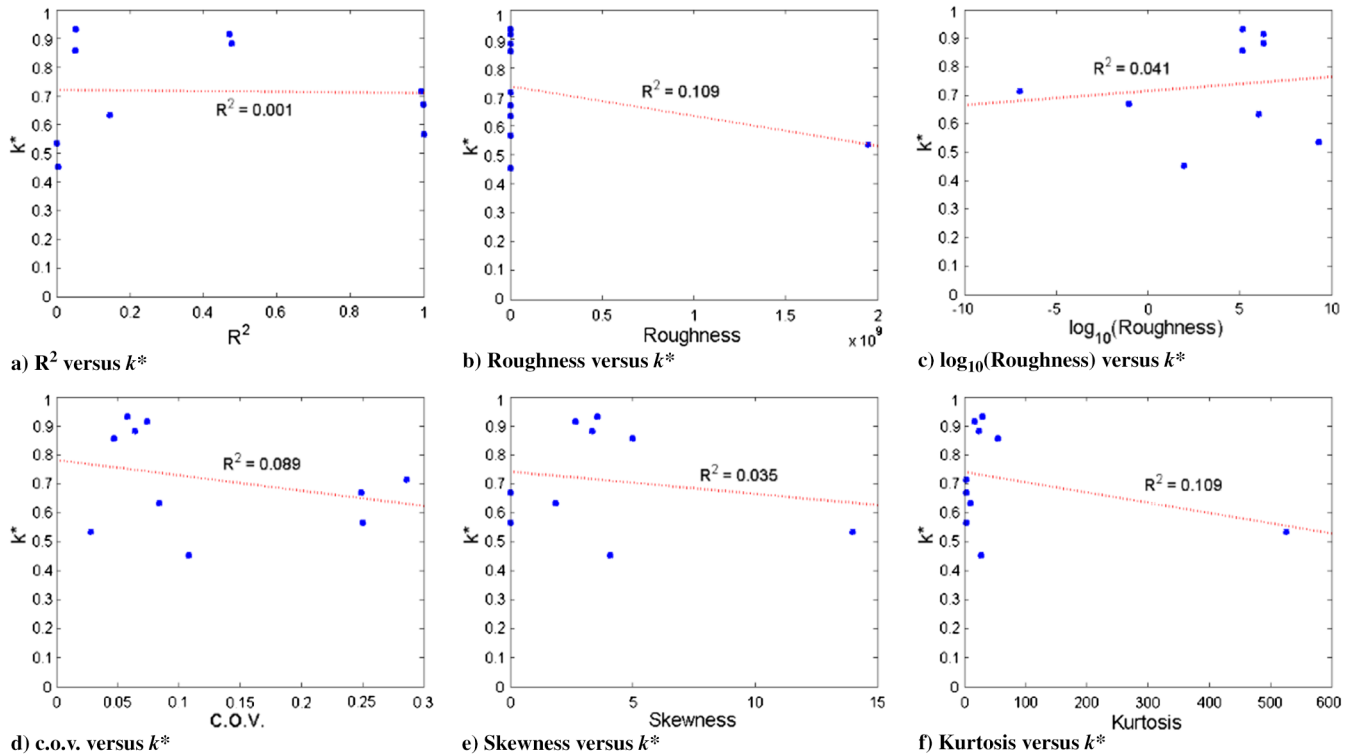 1
0.9
0.8
0.7
0.6
0.5
0.4
0.3
0.2
0.1
0
k*
R² = 0.001
0 0.2 0.4 0.6 0.8 1
R²
a) R² versus k*
1
0.9
0.8
0.7
0.6
0.5
0.4
0.3
0.2
0.1
0
k*
R² = 0.109
0 0.5 1 1.5 2
Roughness x 10⁹
b) Roughness versus k*
1
0.9
0.8
0.7
0.6
0.5
0.4
0.3
0.2
0.1
0
k*
R² = 0.041
-10 -5 0 5 10
log₁₀(Roughness)
c) log₁₀(Roughness) versus k*
1
0.9
0.8
0.7
0.6
0.5
0.4
0.3
0.2
0.1
0
k*
R² = 0.089
0 0.05 0.1 0.15 0.2 0.25 0.3
C.O.V.
d) c.o.v. versus k*
1
0.9
0.8
0.7
0.6
0.5
0.4
0.3
0.2
0.1
0
k*
R² = 0.035
0 5 10 15
Skewness
e) Skewness versus k*
1
0.9
0.8
0.7
0.6
0.5
0.4
0.3
0.2
0.1
0
k*
R² = 0.109
0 100 200 300 400 500 600
Kurtosis
f) Kurtosis versus k*